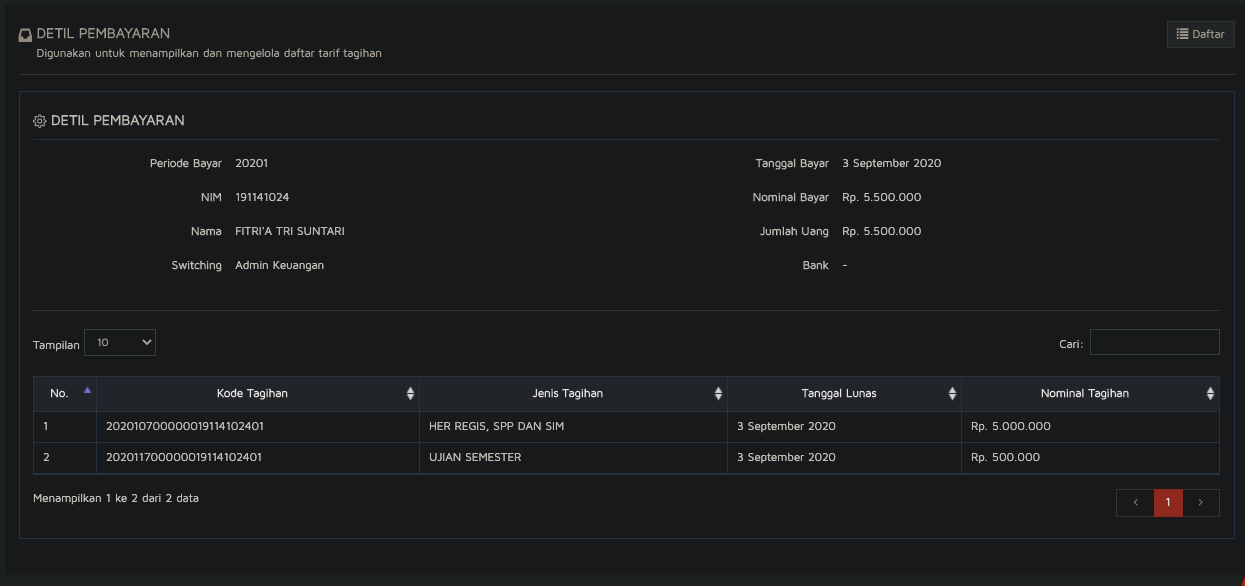 DETIL PEMBAYARAN
Digunakan untuk menampilkan dan mengelola daftar tarif tagihan
Daftar
DETIL PEMBAYARAN
Periode Bayar 20201
Tanggal Bayar 3 September 2020
NIM 191141024
Nominal Bayar Rp. 5.500.000
Nama FITRI'A TRI SUNTARI
Jumlah Uang Rp. 5.500.000
Switching Admin Keuangan
Bank -
Tampilan 10
Cari:
No. Kode Tagihan Jenis Tagihan Tanggal Lunas Nominal Tagihan
1 202010700000019114102401 HER REGIS, SPP DAN SIM 3 September 2020 Rp. 5.000.000
2 202011700000019114102401 UJIAN SEMESTER 3 September 2020 Rp. 500.000
Menampilkan 1 ke 2 dari 2 data
‹ 1 ›